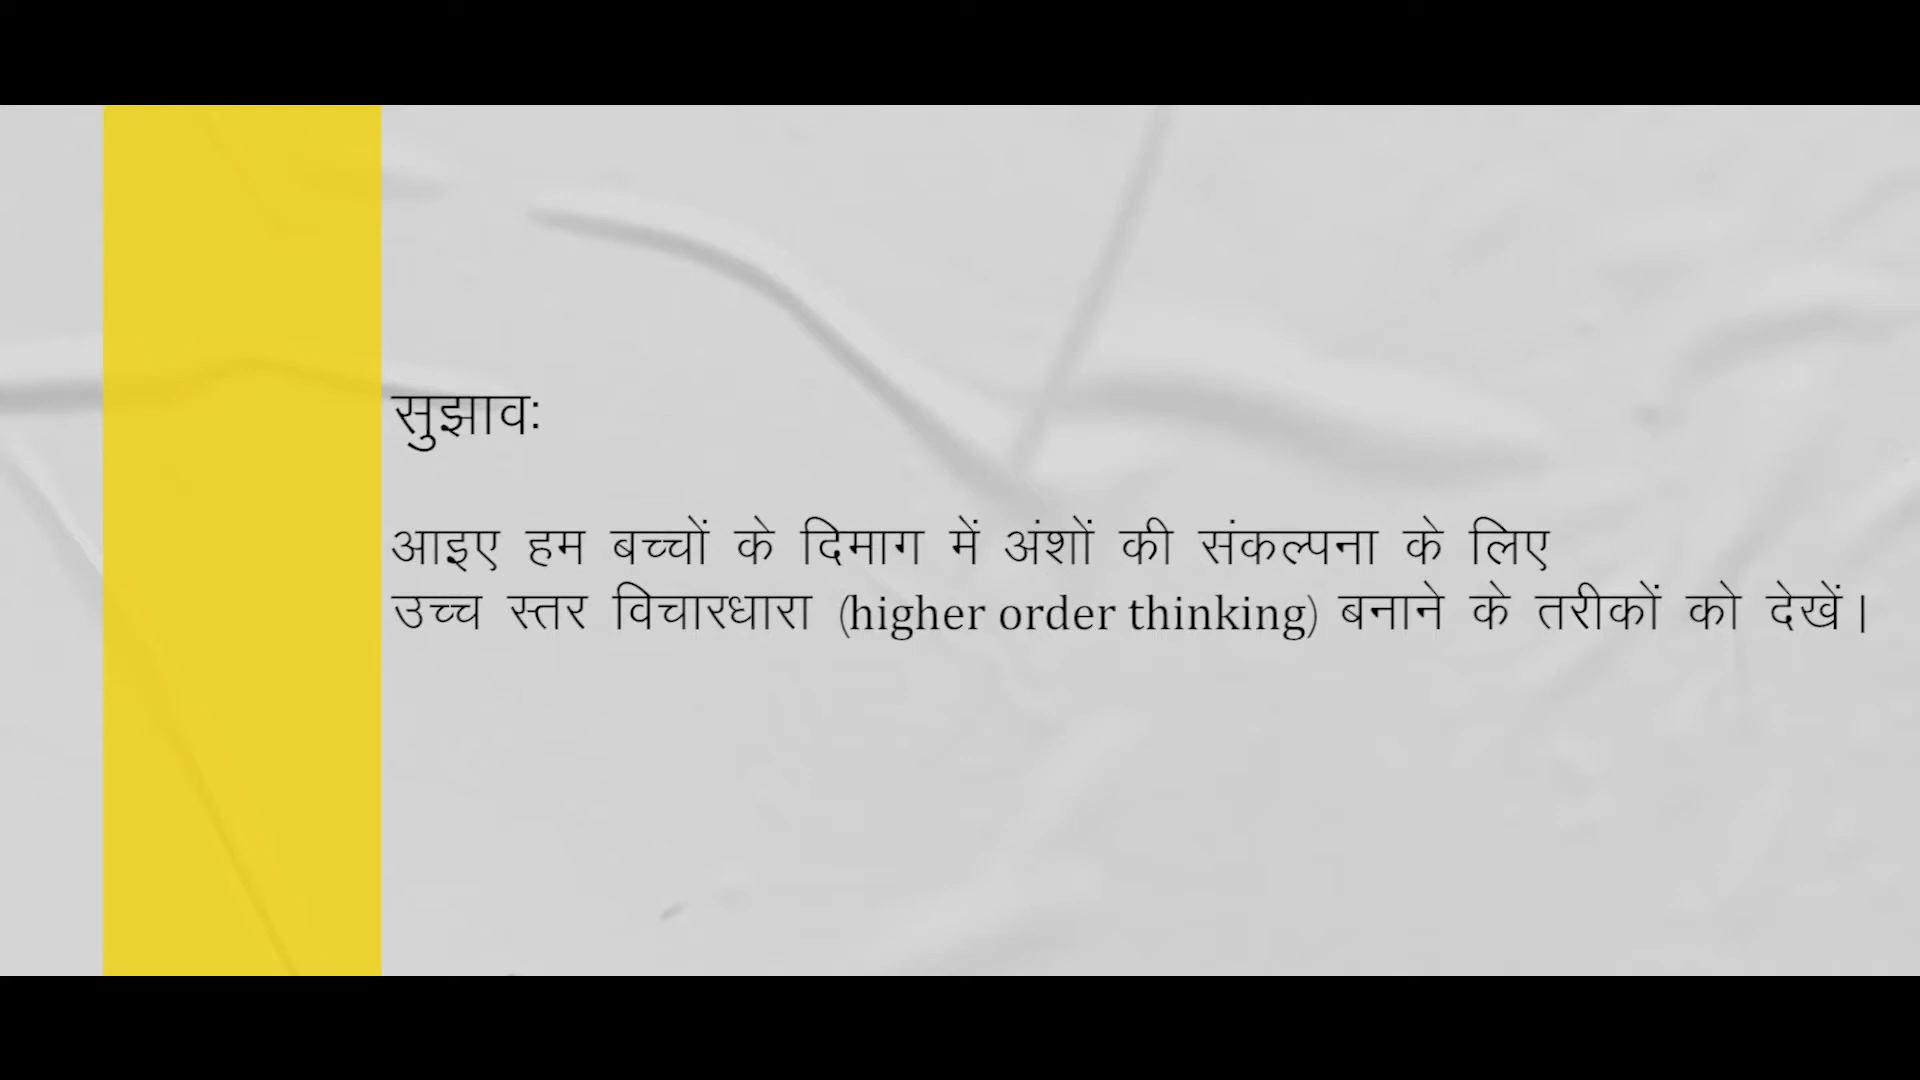 सुझाव:
आइए हम बच्चों के दिमाग में अंशों की संकल्पना के लिए
उच्च स्तर विचारधारा (higher order thinking) बनाने के तरीकों को देखें।